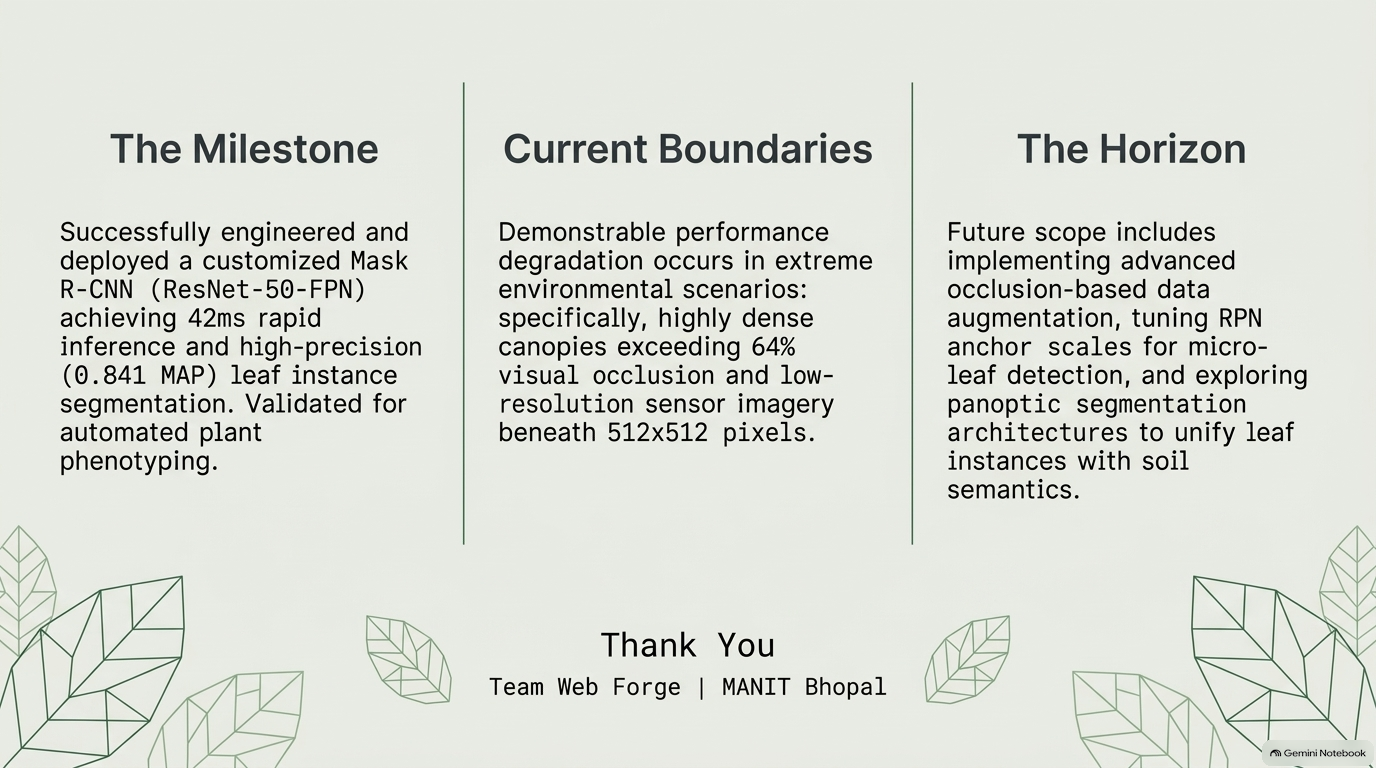 The Milestone
Successfully engineered and
deployed a customized Mask
R-CNN (ResNet-50-FPN)
achieving 42ms rapid
inference and high-precision
(0.841 MAP) leaf instance
segmentation. Validated for
automated plant
phenotyping.
Current Boundaries
Demonstrable performance
degradation occurs in extreme
environmental scenarios:
specifically, highly dense
canopies exceeding 64%
visual occlusion and low-
resolution sensor imagery
beneath 512x512 pixels.
The Horizon
Future scope includes
implementing advanced
occlusion-based data
augmentation, tuning RPN
anchor scales for micro-
leaf detection, and exploring
panoptic segmentation
architectures to unify leaf
instances with soil
semantics.
Thank You
Team Web Forge | MANIT Bhopal
Gemini Notebook